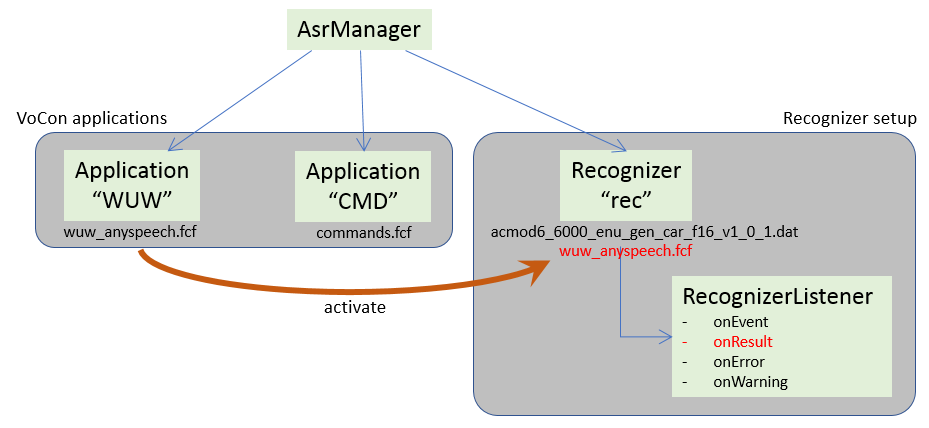 AsrManager
VoCon applications
Recognizer setup
Application
“WUW”
wuw_anyspeech.fcf
Application
“CMD”
commands.fcf
Recognizer
“rec”
acmod6_6000_enu_gen_car_f16_v1_0_1.dat
wuw_anyspeech.fcf
activate
RecognizerListener
- onEvent
- onResult
- onError
- onWarning